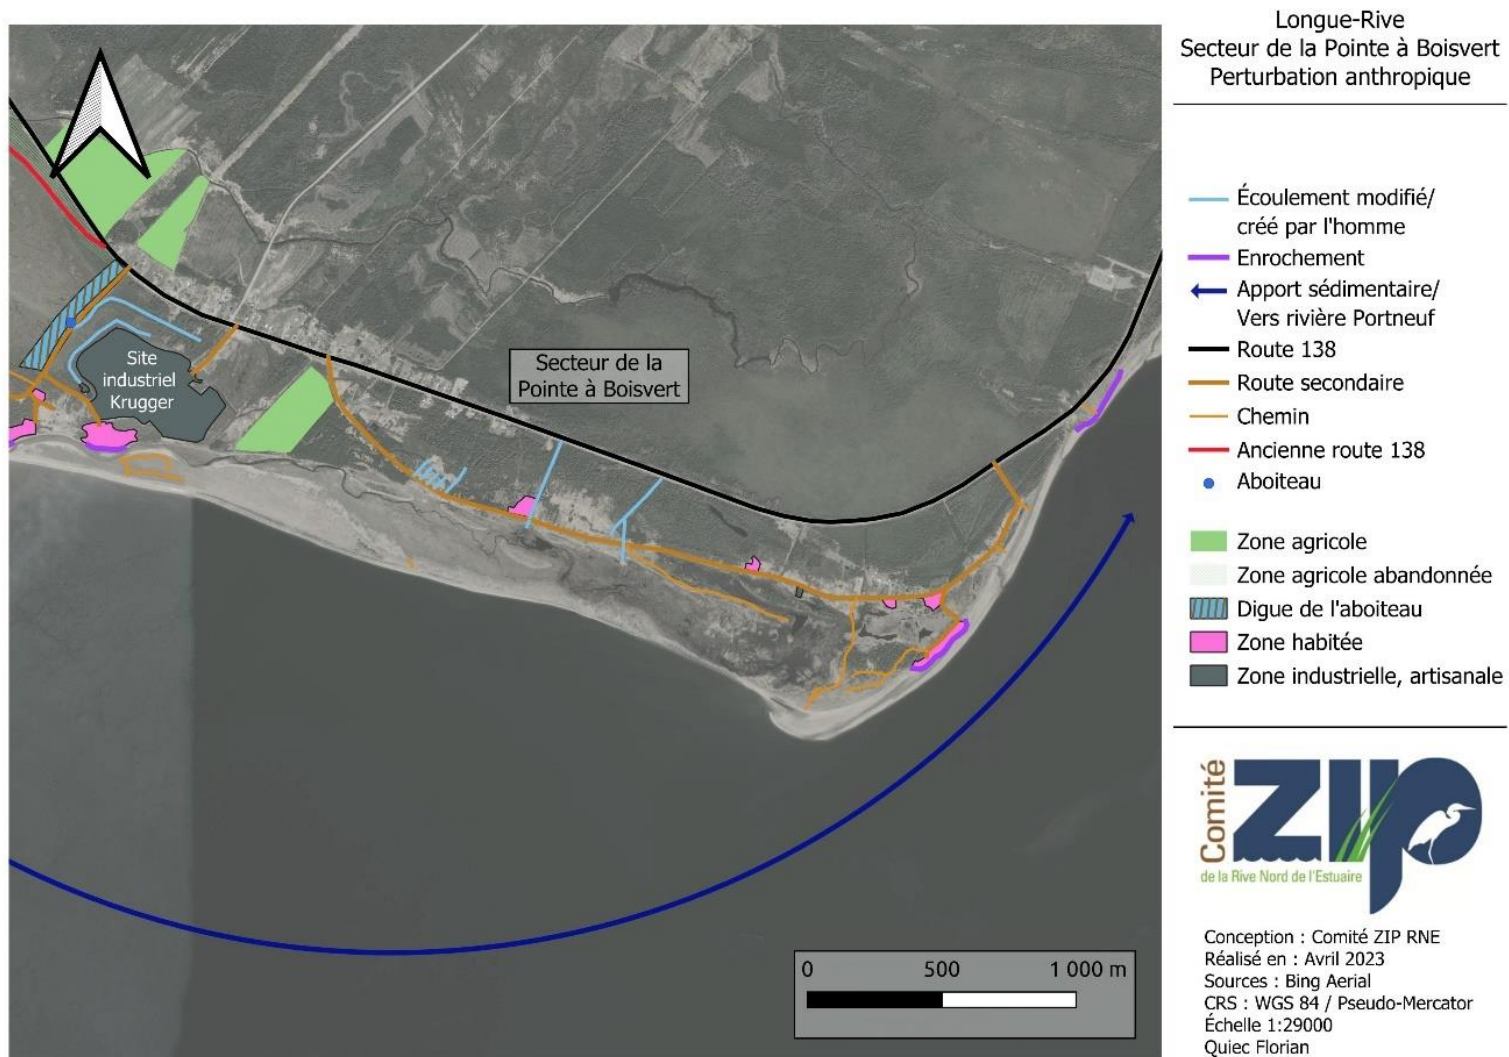 Longue-Rive
Secteur de la Pointe à Boisvert
Perturbation anthropique
Écoulement modifié/
créé par l'homme
Enrochement
Apport sédimentaire/
Vers rivière Portneuf
Route 138
Route secondaire
Chemin
Ancienne route 138
Aboiteau
Zone agricole
Zone agricole abandonnée
Digue de l'aboiteau
Zone habitée
Zone industrielle, artisanale
Site
industriel
Krugger
Secteur de la
Pointe à Boisvert
0 500 1 000 m
Comité
ZIP
de la Rive Nord de l'Estuaire
Conception : Comité ZIP RNE
Réalisé en : Avril 2023
Sources : Bing Aerial
CRS : WGS 84 / Pseudo-Mercator
Échelle 1:29000
Quiec Florian